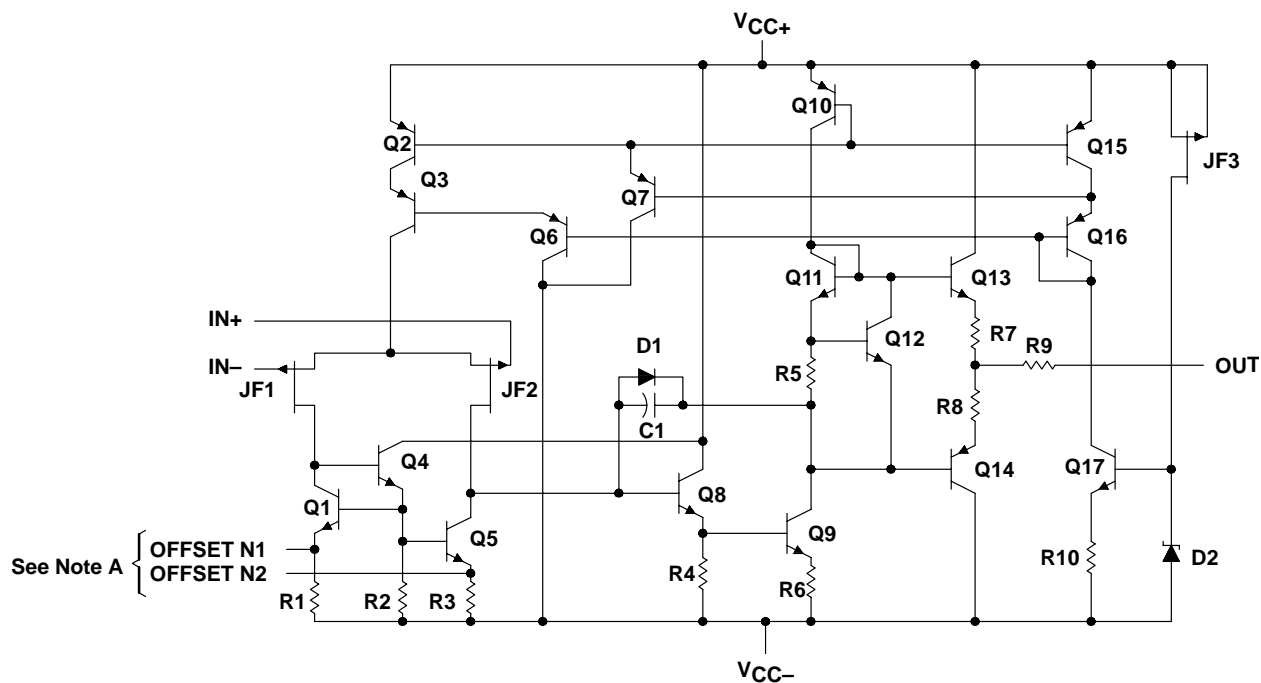 VCC+
Q10
Q2
Q15
JF3
Q3
Q7
Q6
Q16
Q11
Q13
IN+
R7
D1
Q12
R9
IN–
OUT
JF1
JF2
R5
C1
R8
Q4
Q14
Q17
Q8
Q1
Q5
Q9
OFFSET N1
See Note A
OFFSET N2
R4
R10
D2
R6
R1
R2
R3
VCC–